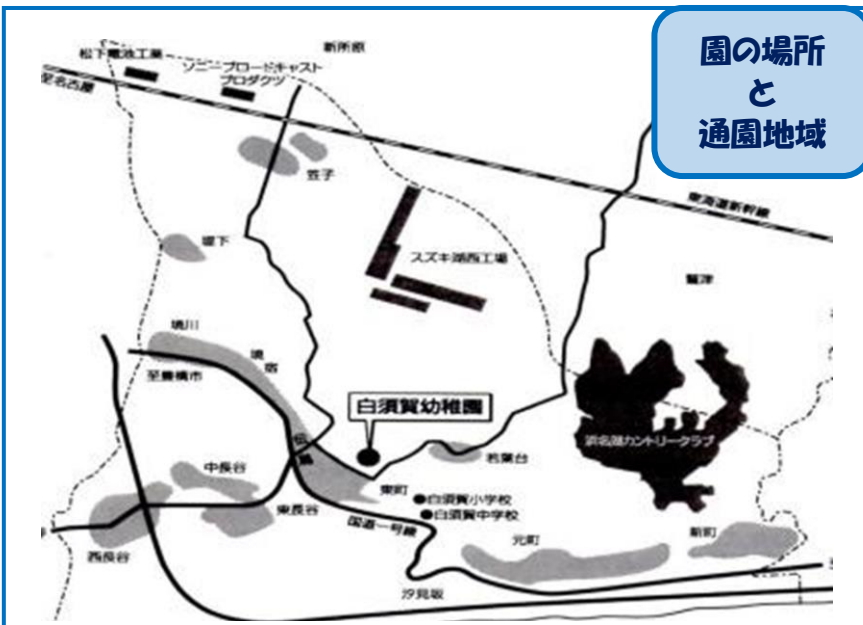 園の場所
と
通園地域
新所原
松下電池工業
ソニーブロードキャスト
プロダクツ
至名古屋
笠子
東海道新幹線
堤下
スズキ湖西工場
鷲津
境川
境宿
至豊橋市
白須賀幼稚園
浜名湖カントリークラブ
若葉台
中長谷
東町
白須賀小学校
白須賀中学校
東長谷
国道一号線
西長谷
元町
新町
汐見坂